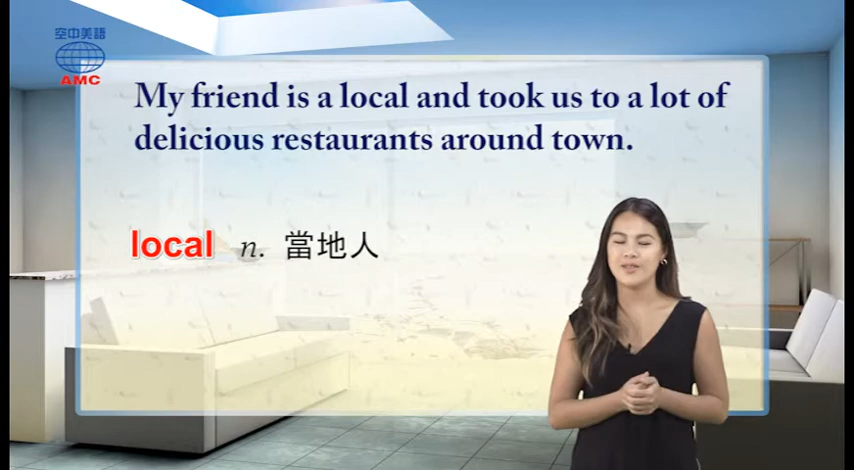 空中美語
AMC
My friend is a local and took us to a lot of
delicious restaurants around town.
local n. 當地人